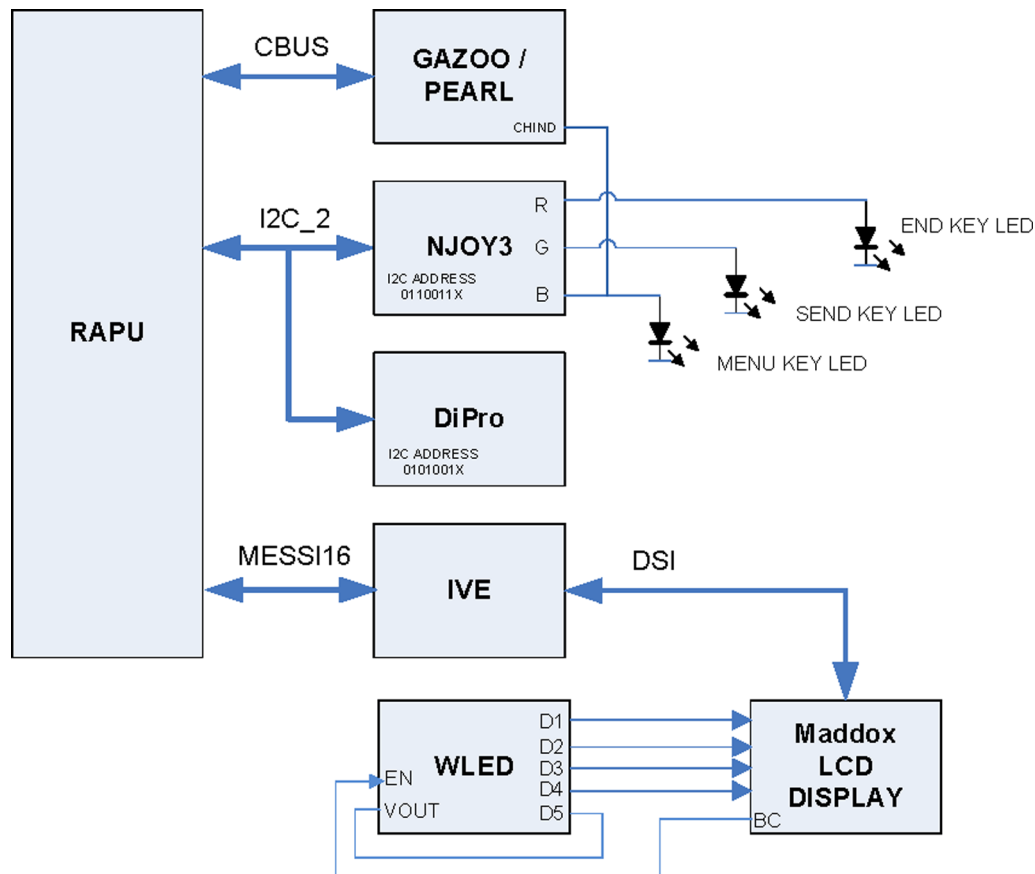 RAPU
CBUS
GAZOO /
PEARL
CHIND
I2C_2
NJOY3
I2C ADDRESS
0110011X
R
G
B
END KEY LED
SEND KEY LED
MENU KEY LED
DiPro
I2C ADDRESS
0101001X
MESSI16
IVE
DSI
WLED
EN
VOUT
D1
D2
D3
D4
D5
Maddox
LCD
DISPLAY
BC